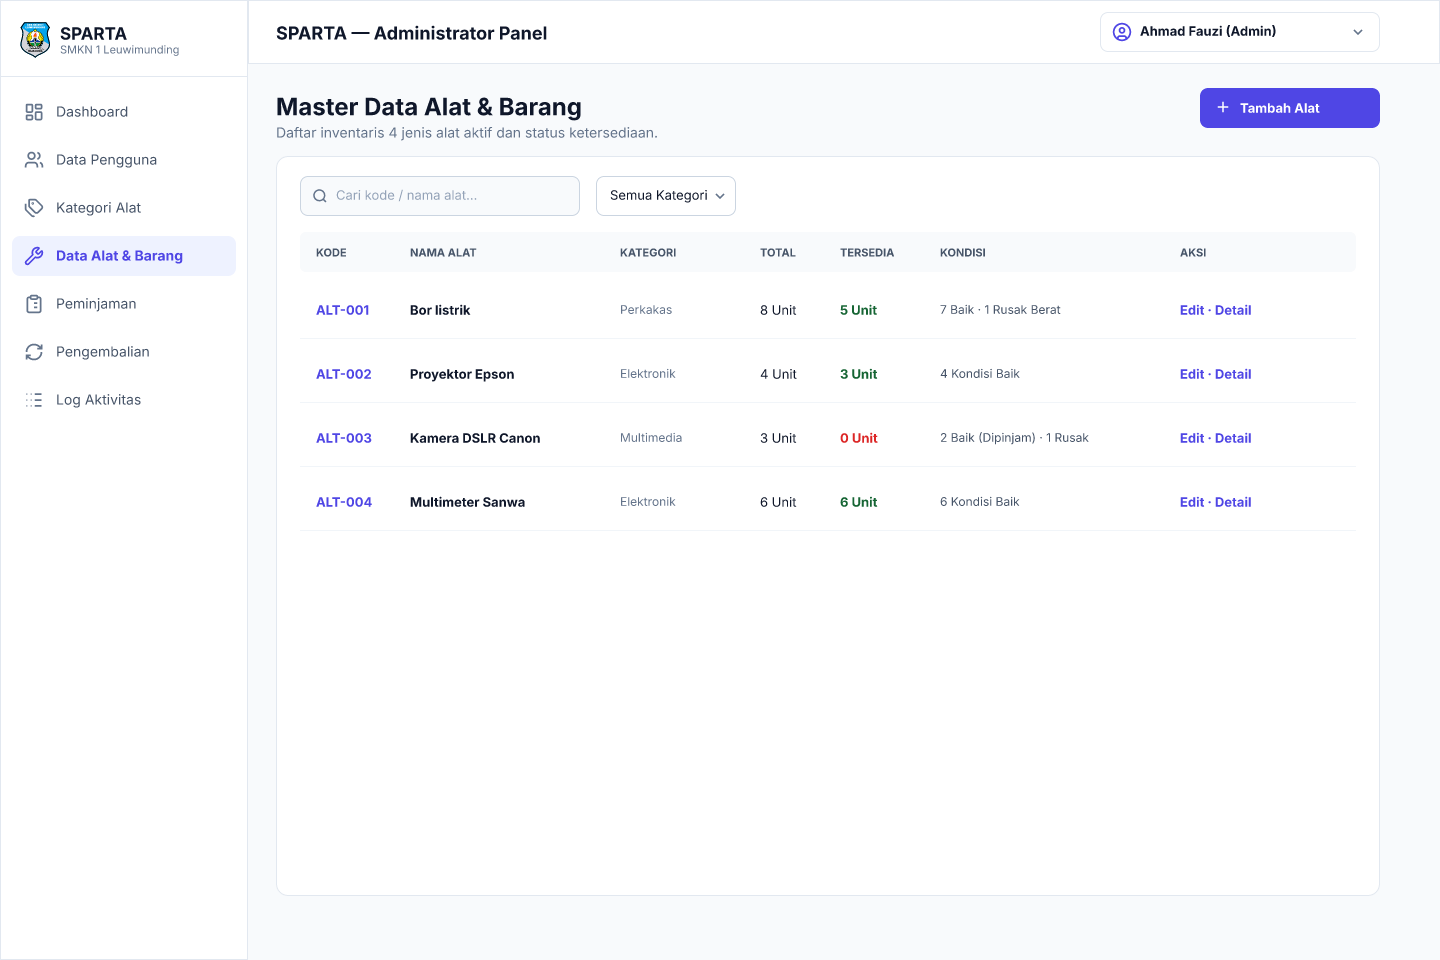 SPARTA
SMKN 1 Leuwimunding
Dashboard
Data Pengguna
Kategori Alat
Data Alat & Barang
Peminjaman
Pengembalian
Log Aktivitas
SPARTA — Administrator Panel
Ahmad Fauzi (Admin)
Master Data Alat & Barang
Daftar inventaris 4 jenis alat aktif dan status ketersediaan.
Tambah Alat
Cari kode / nama alat...
Semua Kategori
KODE NAMA ALAT KATEGORI TOTAL TERSEDIA KONDISI AKSI
ALT-001 Bor listrik Perkakas 8 Unit 5 Unit 7 Baik · 1 Rusak Berat Edit · Detail
ALT-002 Proyektor Epson Elektronik 4 Unit 3 Unit 4 Kondisi Baik Edit · Detail
ALT-003 Kamera DSLR Canon Multimedia 3 Unit 0 Unit 2 Baik (Dipinjam) · 1 Rusak Edit · Detail
ALT-004 Multimeter Sanwa Elektronik 6 Unit 6 Unit 6 Kondisi Baik Edit · Detail